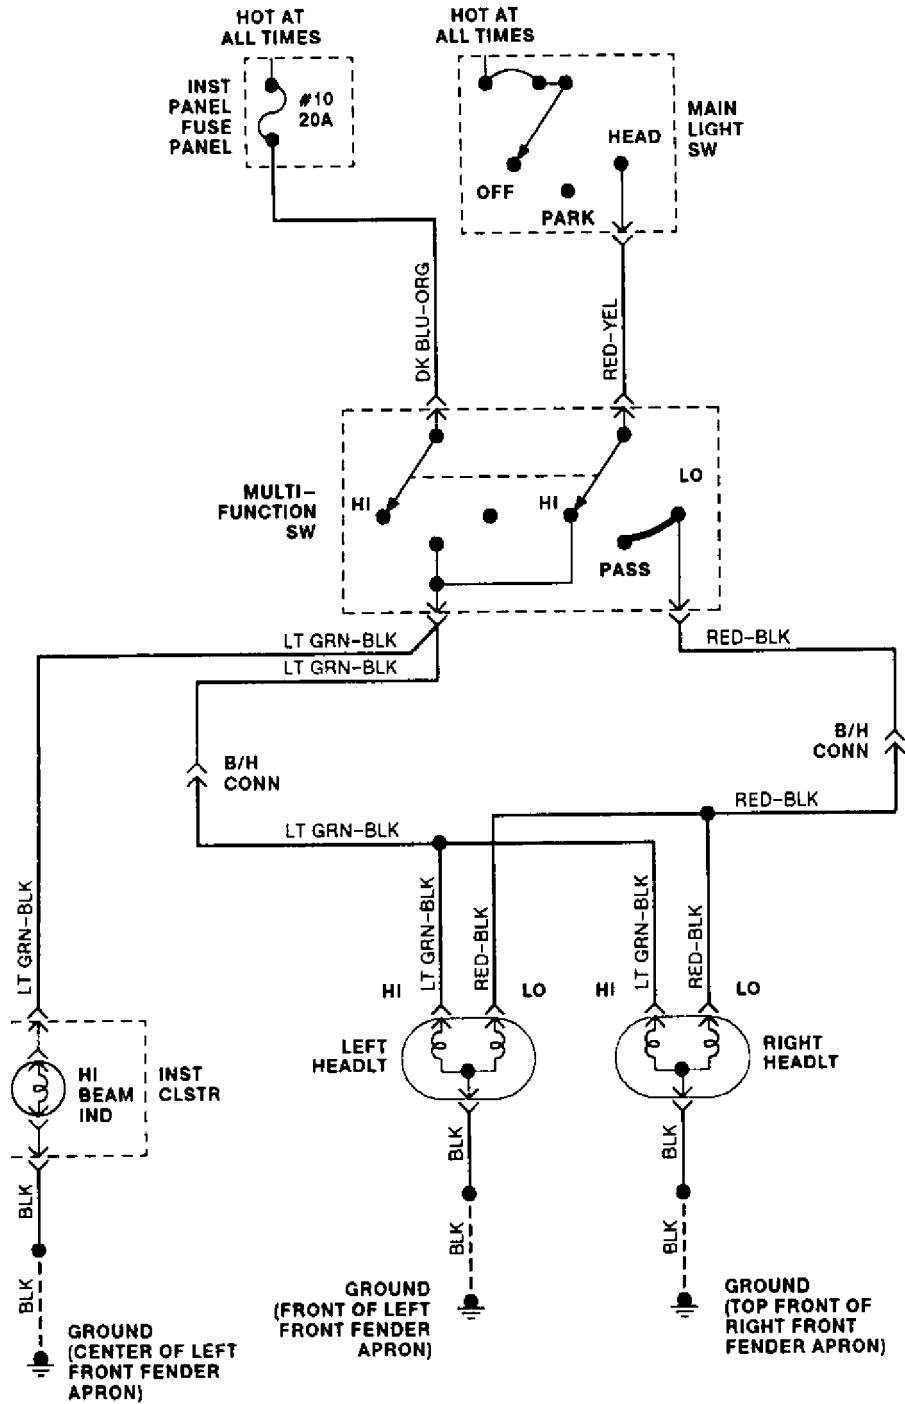 HOT AT
ALL TIMES
HOT AT
ALL TIMES
INST
PANEL
FUSE
PANEL
#10
20A
MAIN
LIGHT
SW
HEAD
OFF
PARK
DK BLU-ORG
RED-YEL
MULTI-
FUNCTION
SW
HI
HI
LO
PASS
LT GRN-BLK
LT GRN-BLK
RED-BLK
B/H
CONN
B/H
CONN
LT GRN-BLK
RED-BLK
LT GRN-BLK
LT GRN-BLK
RED-BLK
LT GRN-BLK
RED-BLK
HI
LO
HI
LO
LEFT
HEADLT
RIGHT
HEADLT
HI
BEAM
IND
INST
CLSTR
BLK
BLK
BLK
BLK
BLK
BLK
GROUND
(FRONT OF LEFT
FRONT FENDER
APRON)
GROUND
(TOP FRONT OF
RIGHT FRONT
FENDER APRON)
GROUND
(CENTER OF LEFT
FRONT FENDER
APRON)